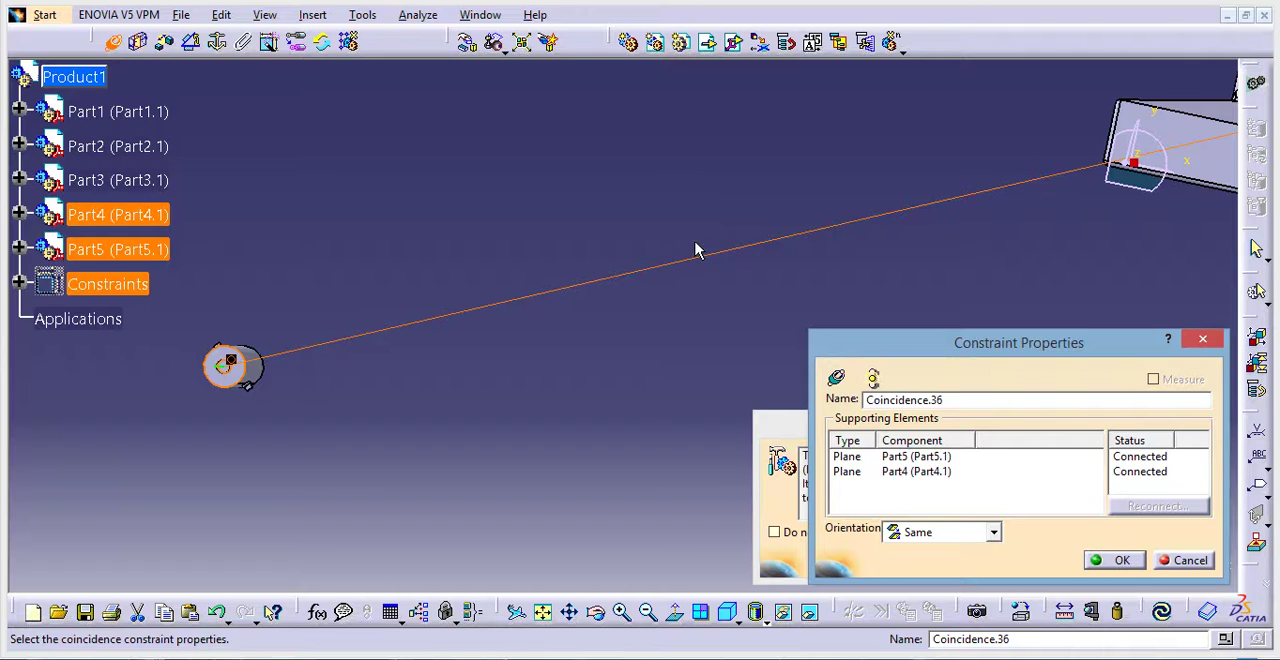 Start ENOVIA V5 VPM File Edit View Insert Tools Analyze Window Help
Product1
Part1 (Part1.1)
Part2 (Part2.1)
Part3 (Part3.1)
Part4 (Part4.1)
Part5 (Part5.1)
Constraints
Applications
y
z
x
Constraint Properties
?
Measure
Name: Coincidence.36
Supporting Elements
Type Component Status
Plane Part5 (Part5.1) Connected
Plane Part4 (Part4.1) Connected
Reconnect...
Orientation Same
OK Cancel
Do n
f(x)
ABC
CATIA
Select the coincidence constraint properties.
Name: Coincidence.36